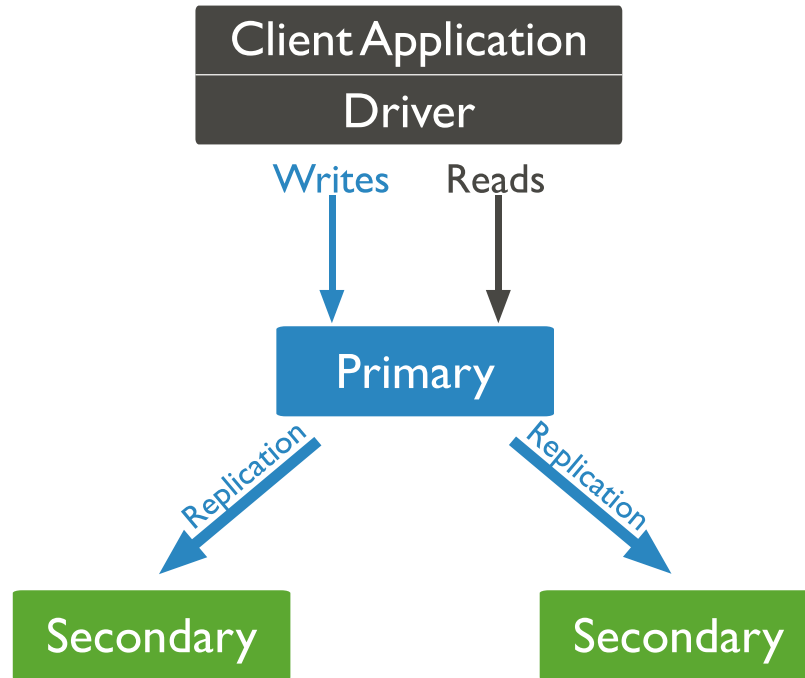 Client Application
Driver
Writes
Reads
Primary
Replication
Replication
Secondary
Secondary